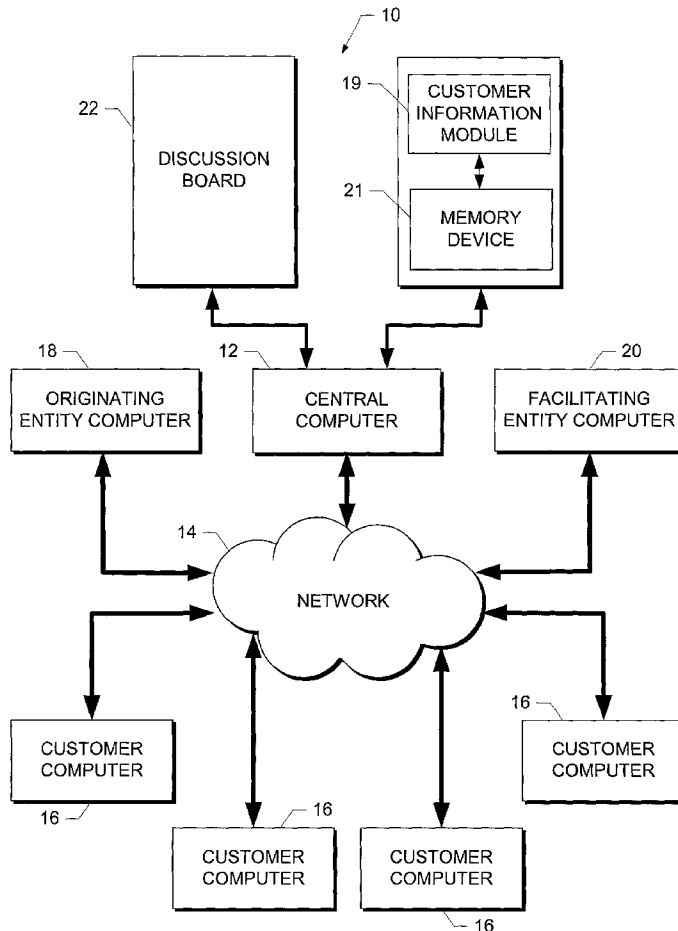 10
22
DISCUSSION
BOARD
19
CUSTOMER
INFORMATION
MODULE
21
MEMORY
DEVICE
18
ORIGINATING
ENTITY COMPUTER
12
CENTRAL
COMPUTER
20
FACILITATING
ENTITY COMPUTER
14
NETWORK
CUSTOMER
COMPUTER
16
16
CUSTOMER
COMPUTER
CUSTOMER
COMPUTER
16
16
CUSTOMER
COMPUTER